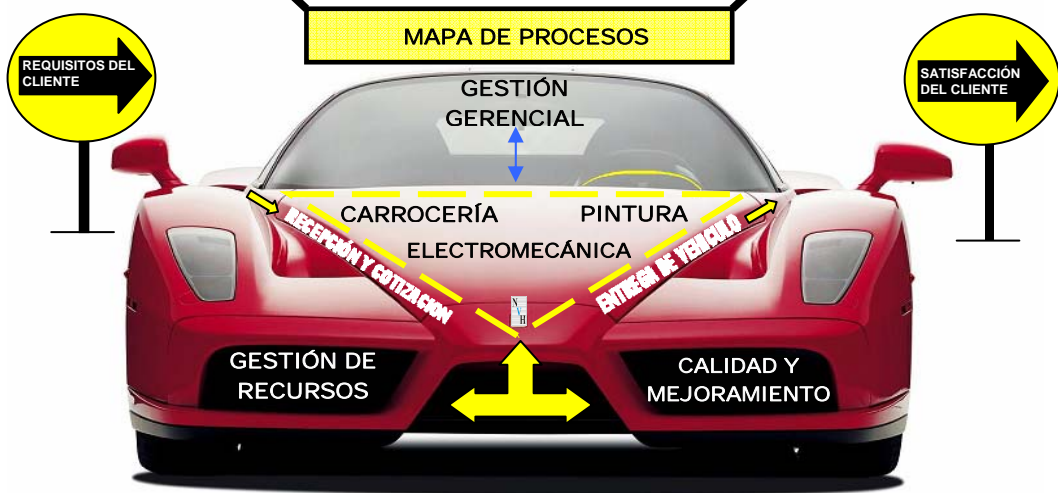 MAPA DE PROCESOS
REQUISITOS DEL
CLIENTE
SATISFACCIÓN
DEL CLIENTE
GESTIÓN
GERENCIAL
CARROCERÍA
PINTURA
ELECTROMECÁNICA
RECEPCIÓN Y COTIZACION
ENTREGA DE VEHICULO
N
V
H
GESTIÓN DE
RECURSOS
CALIDAD Y
MEJORAMIENTO